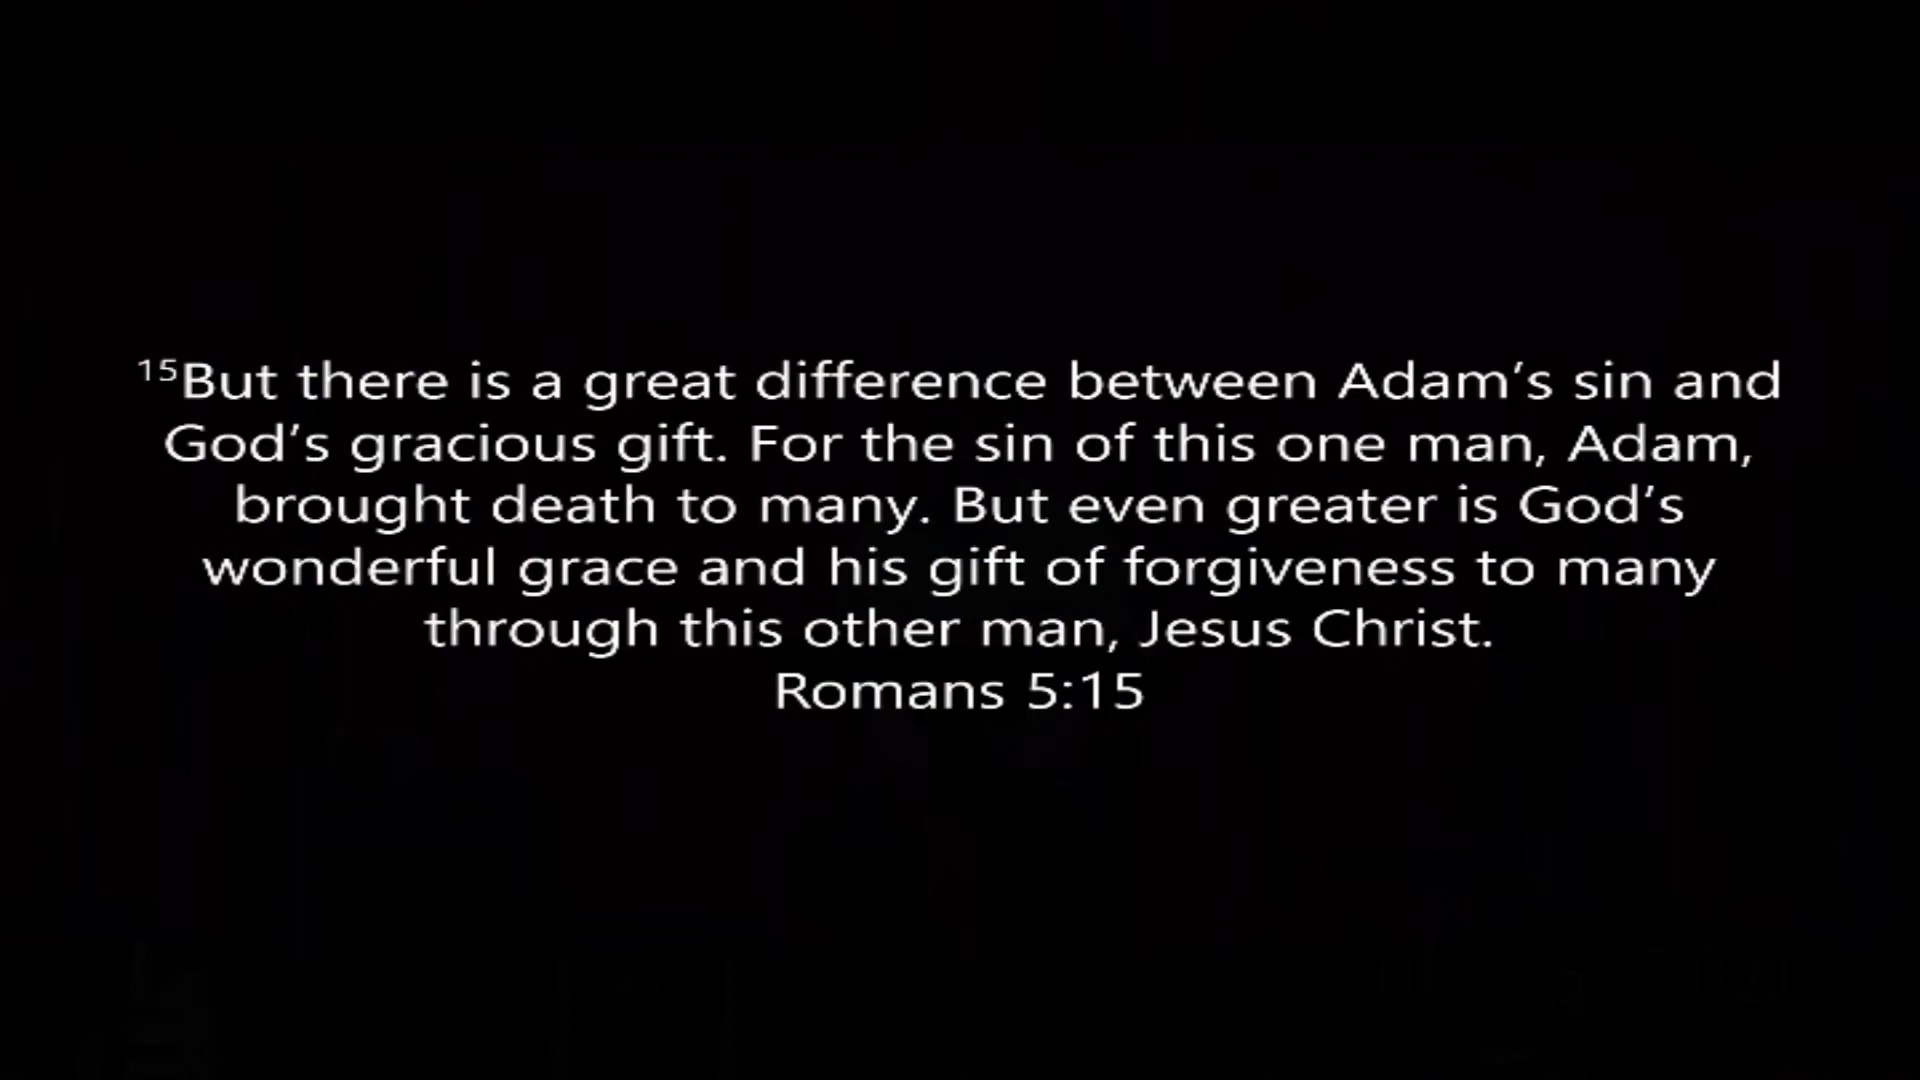 ¹⁵But there is a great difference between Adam’s sin and
God’s gracious gift. For the sin of this one man, Adam,
brought death to many. But even greater is God’s
wonderful grace and his gift of forgiveness to many
through this other man, Jesus Christ.
Romans 5:15